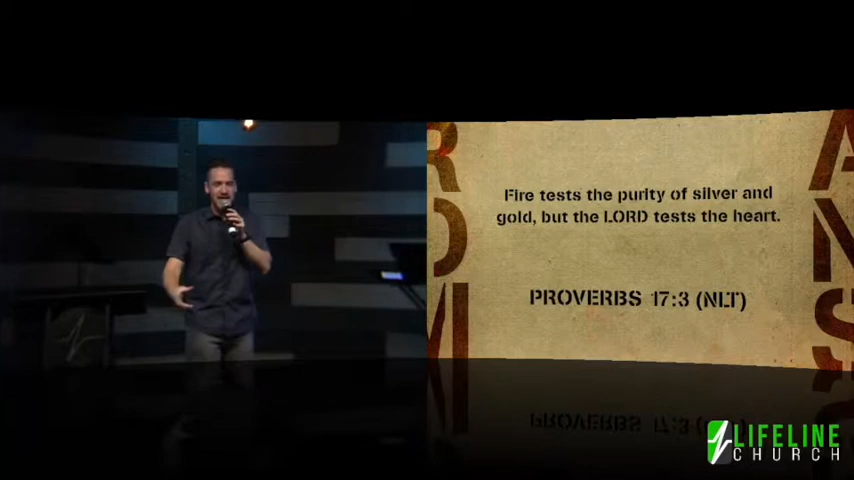 Fire tests the purity of silver and
gold, but the LORD tests the heart.
PROVERBS 17:3 (NLT)
LIFELINE
CHURCH